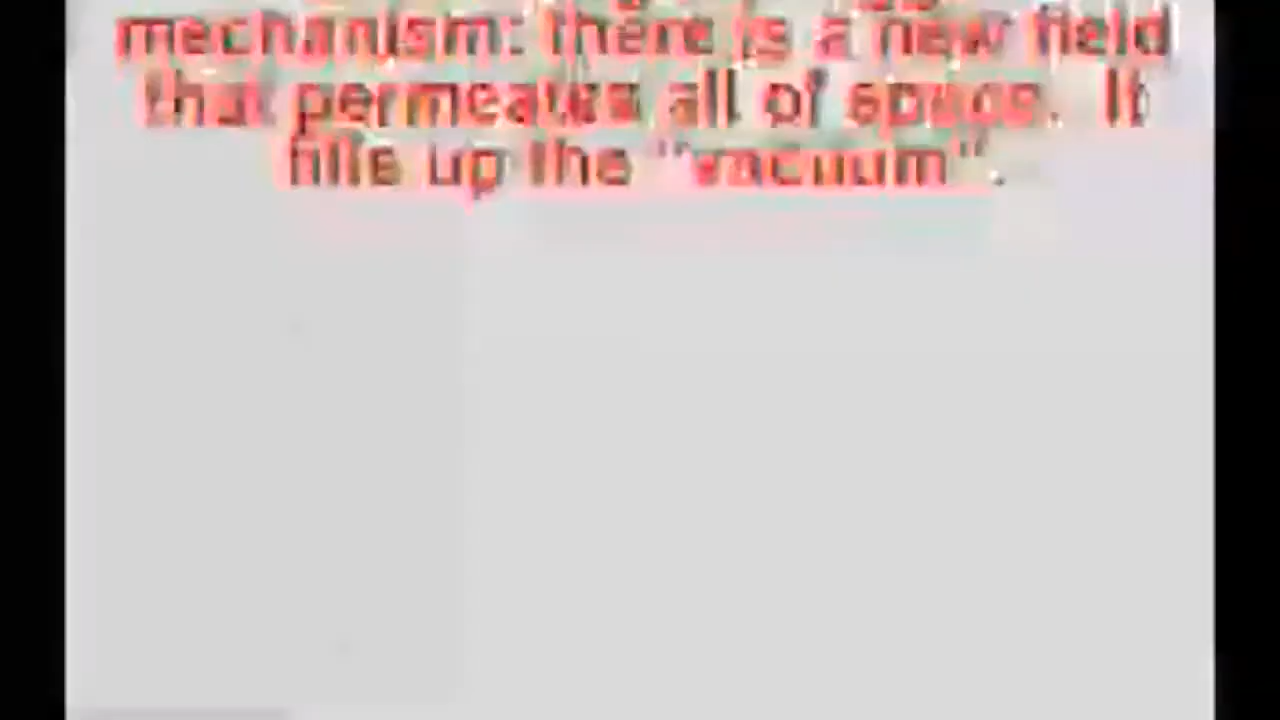 mechanism: there is a new field
that permeates all of space. It
fills up the "vacuum".